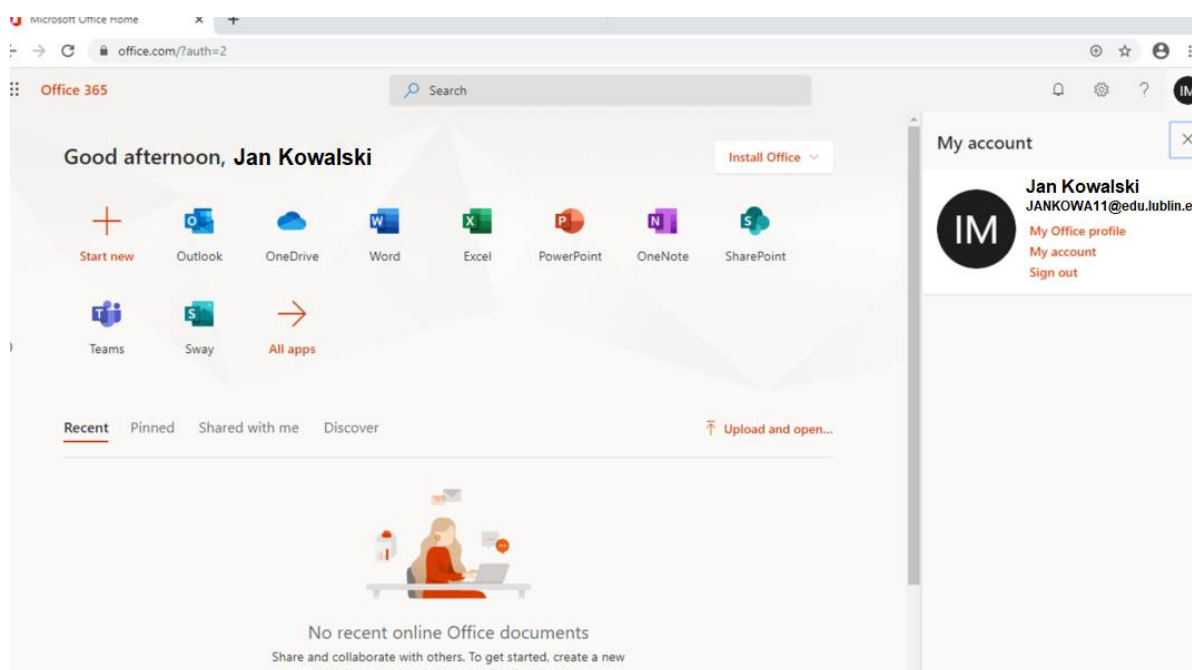 Microsoft Office Home
office.com/?auth=2
Office 365
Search
IM
Good afternoon, Jan Kowalski
Install Office
My account
Jan Kowalski
JANKOWA11@edu.lublin.e
IM
My Office profile
My account
Sign out
Start new
Outlook
OneDrive
Word
Excel
PowerPoint
OneNote
SharePoint
Teams
Sway
All apps
Recent
Pinned
Shared with me
Discover
Upload and open...
No recent online Office documents
Share and collaborate with others. To get started, create a new